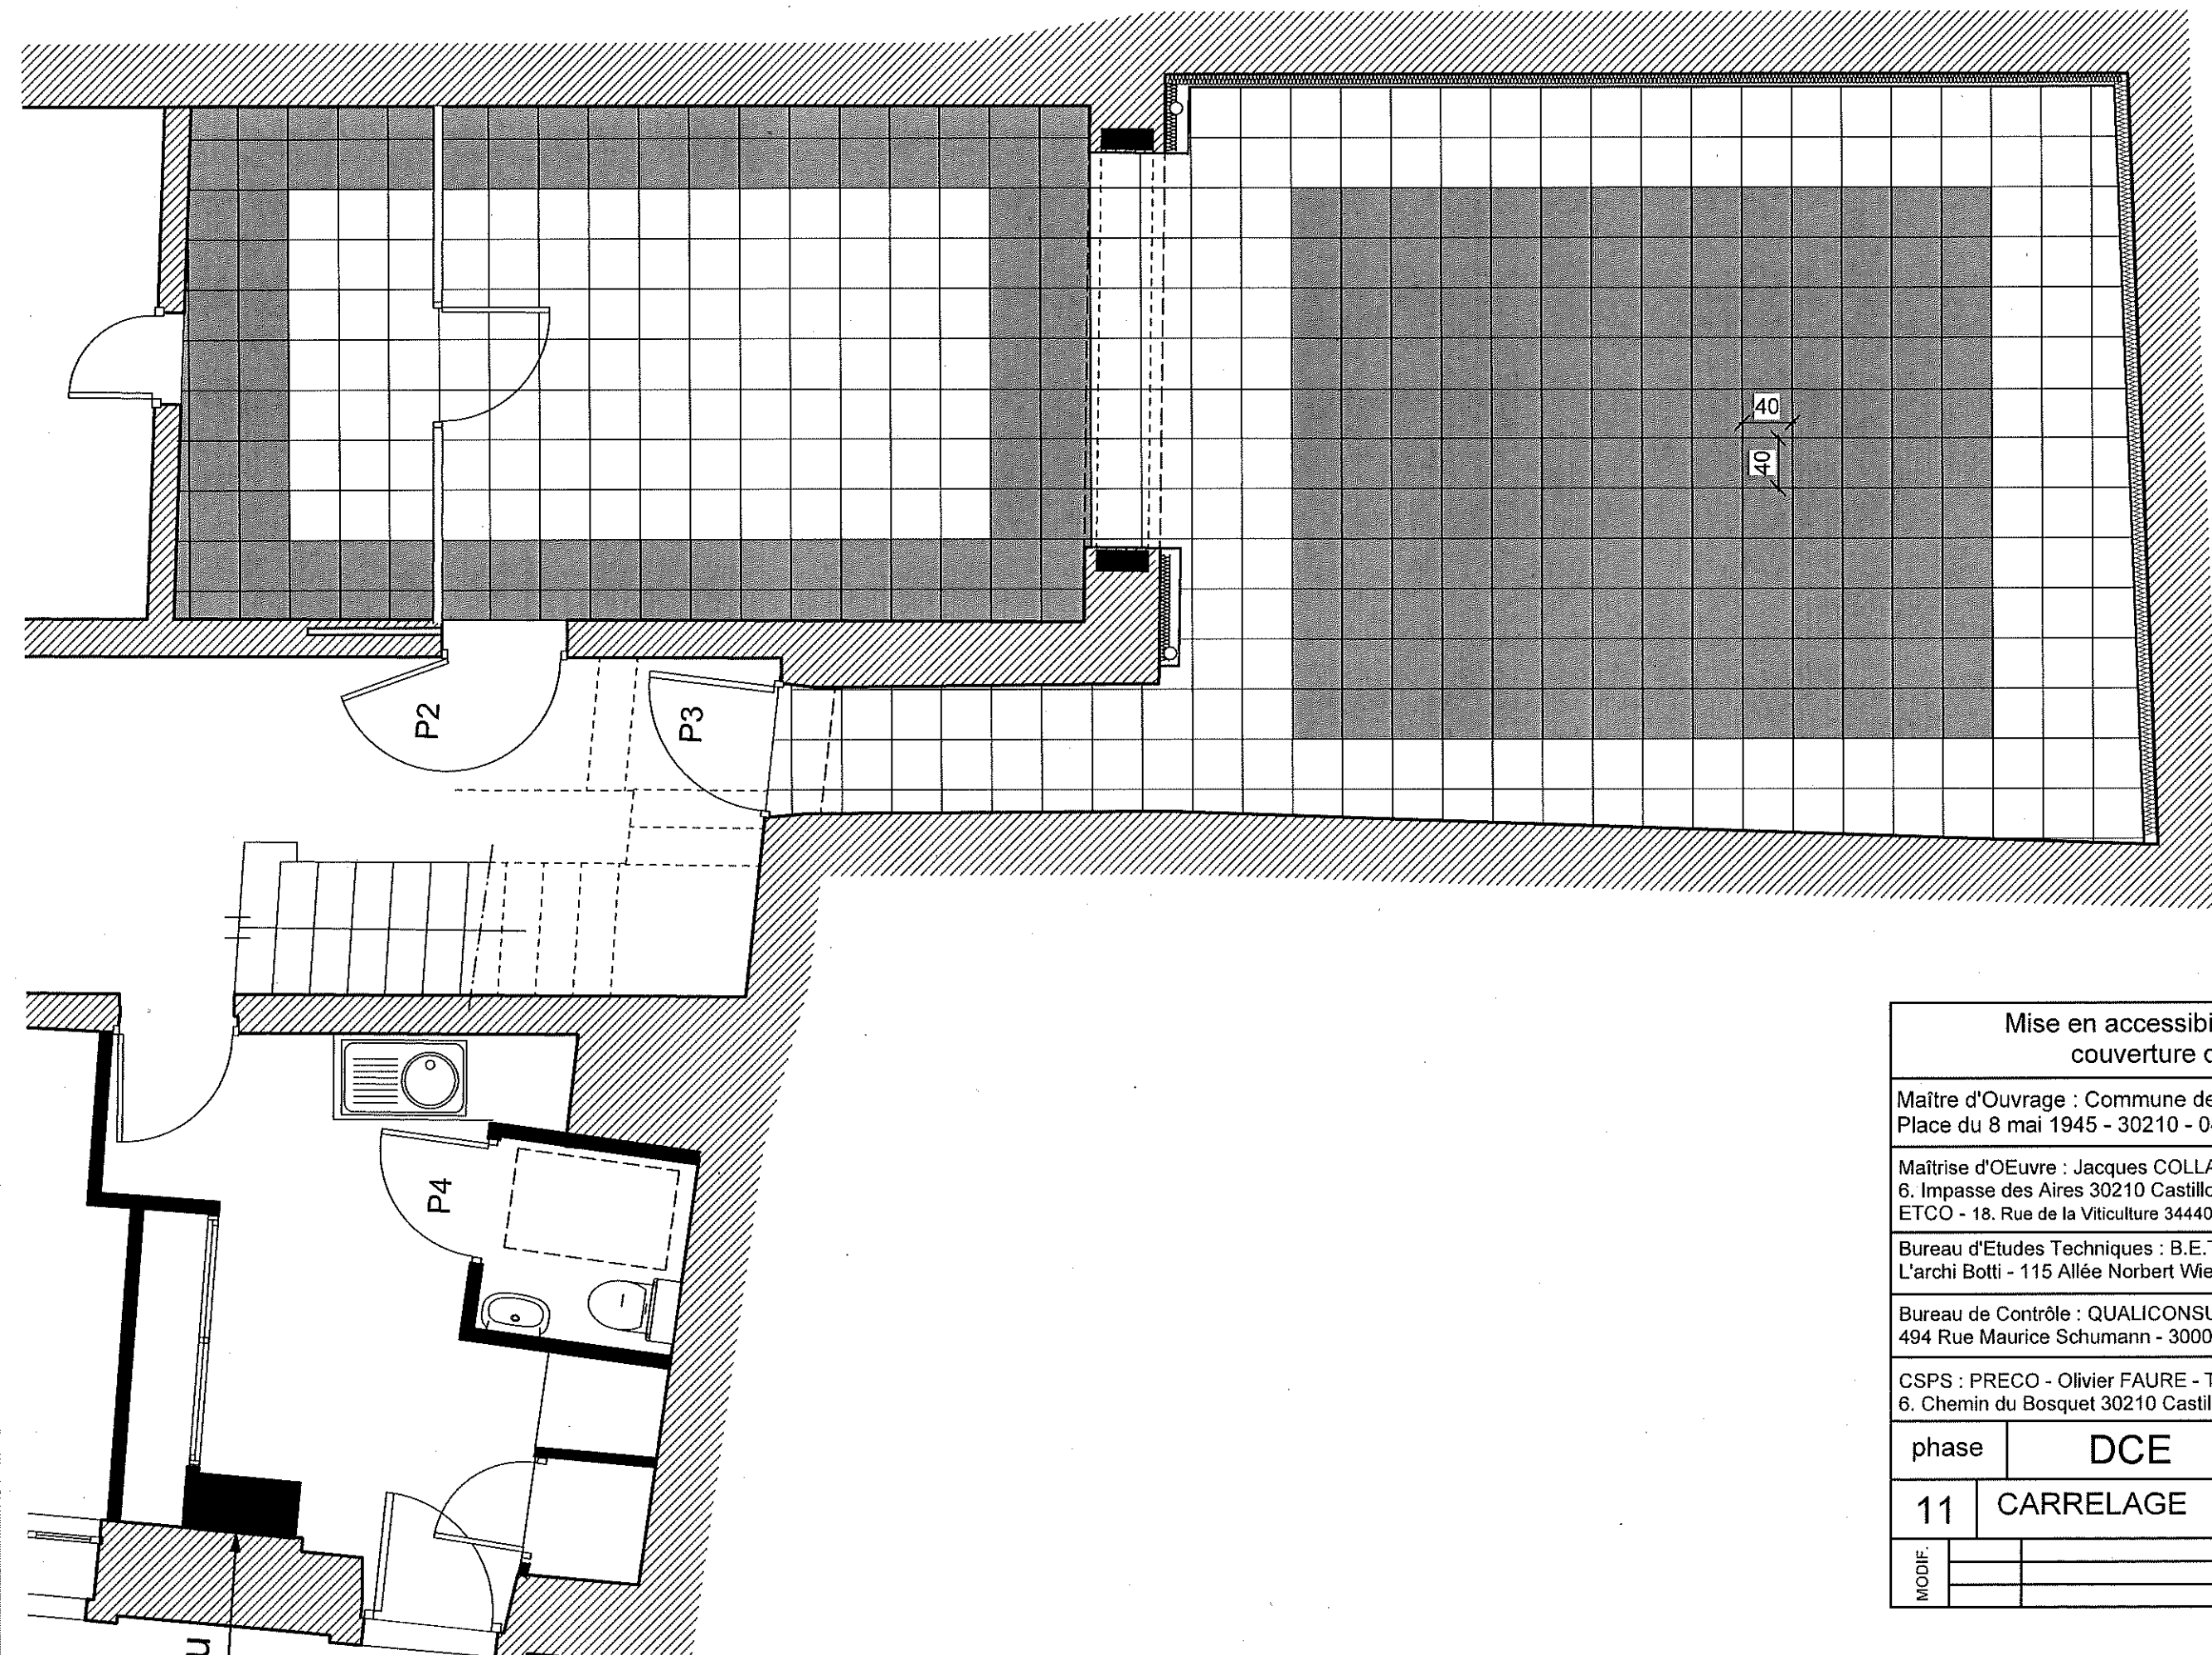 40
40
P2
P3
P4
Mise en accessibi
couverture
Maître d'Ouvrage : Commune de
Place du 8 mai 1945 - 30210 - 0
Maîtrise d'OEuvre : Jacques COLLA
6. Impasse des Aires 30210 Castillo
ETCO - 18. Rue de la Viticulture 34440
Bureau d'Etudes Techniques : B.E.T
L'archi Botti - 115 Allée Norbert Wie
Bureau de Contrôle : QUALICONSU
494 Rue Maurice Schumann - 3000
CSPS : PRECO - Olivier FAURE - T
6. Chemin du Bosquet 30210 Castil
phase DCE
11 CARRELAGE
MODIF.